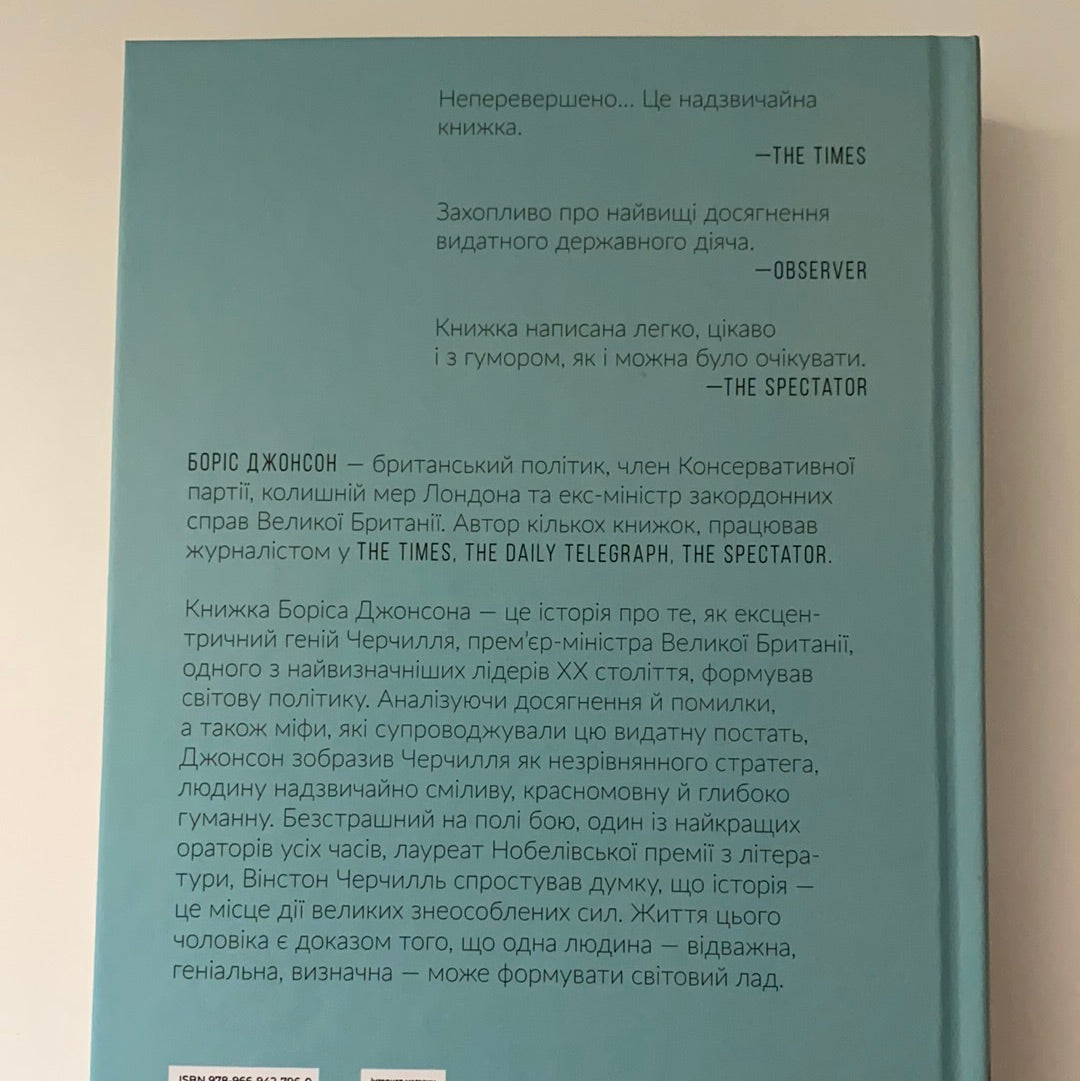 Неперевершено... Це надзвичайна
книжка.
—THE TIMES
Захопливо про найвищі досягнення
видатного державного діяча.
—OBSERVER
Книжка написана легко, цікаво
і з гумором, як і можна було очікувати.
—THE SPECTATOR
БОРІС ДЖОНСОН — британський політик, член Консервативної
партії, колишній мер Лондона та екс-міністр закордонних
справ Великої Британії. Автор кількох книжок, працював
журналістом у THE TIMES, THE DAILY TELEGRAPH, THE SPECTATOR.
Книжка Боріса Джонсона — це історія про те, як ексцен-
тричний геній Черчилля, прем’єр-міністра Великої Британії,
одного з найвизначніших лідерів XX століття, формував
світову політику. Аналізуючи досягнення й помилки,
а також міфи, які супроводжували цю видатну постать,
Джонсон зобразив Черчилля як незрівнянного стратега,
людину надзвичайно сміливу, красномовну й глибоко
гуманну. Безстрашний на полі бою, один із найкращих
ораторів усіх часів, лауреат Нобелівської премії з літера-
тури, Вінстон Черчилль спростував думку, що історія —
це місце дії великих знеособлених сил. Життя цього
чоловіка є доказом того, що одна людина — відважна,
геніальна, визначна — може формувати світовий лад.
ISBN 978-966-942-796-0